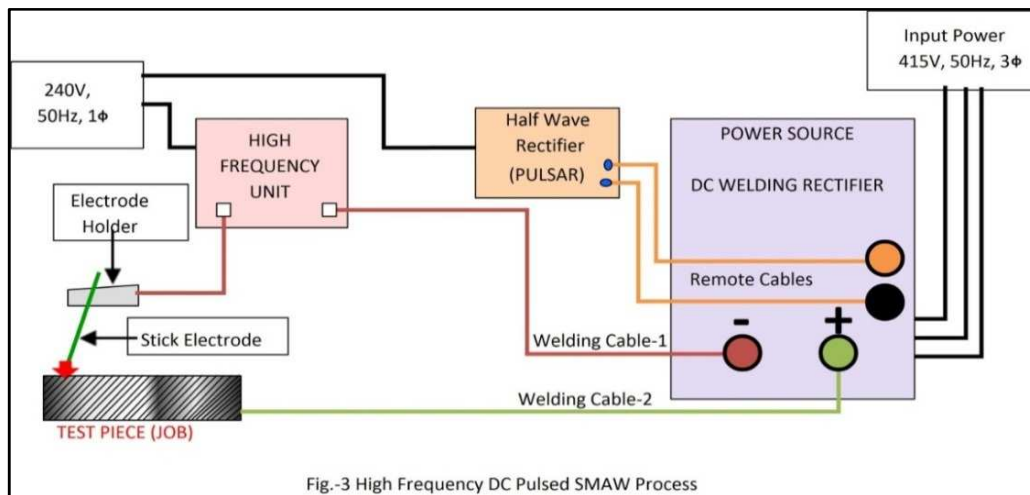 Input Power
415V, 50Hz, 3Φ
240V,
50Hz, 1Φ
HIGH
FREQUENCY
UNIT
Half Wave
Rectifier
(PULSAR)
POWER SOURCE
DC WELDING RECTIFIER
Electrode
Holder
Remote Cables
Stick Electrode
Welding Cable-1
-
+
Welding Cable-2
TEST PIECE (JOB)
Fig.-3 High Frequency DC Pulsed SMAW Process